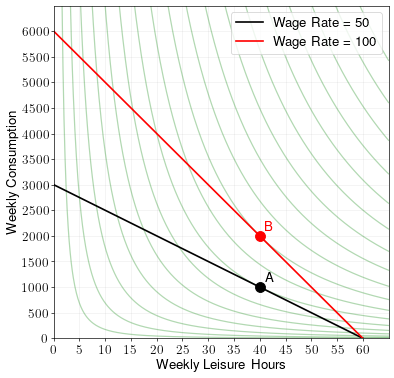 Wage Rate = 50
Wage Rate = 100
6000
5500
5000
4500
4000
3500
3000
2500
2000
1500
1000
500
0
Weekly Consumption
B
A
0 5 10 15 20 25 30 35 40 45 50 55 60
Weekly Leisure Hours